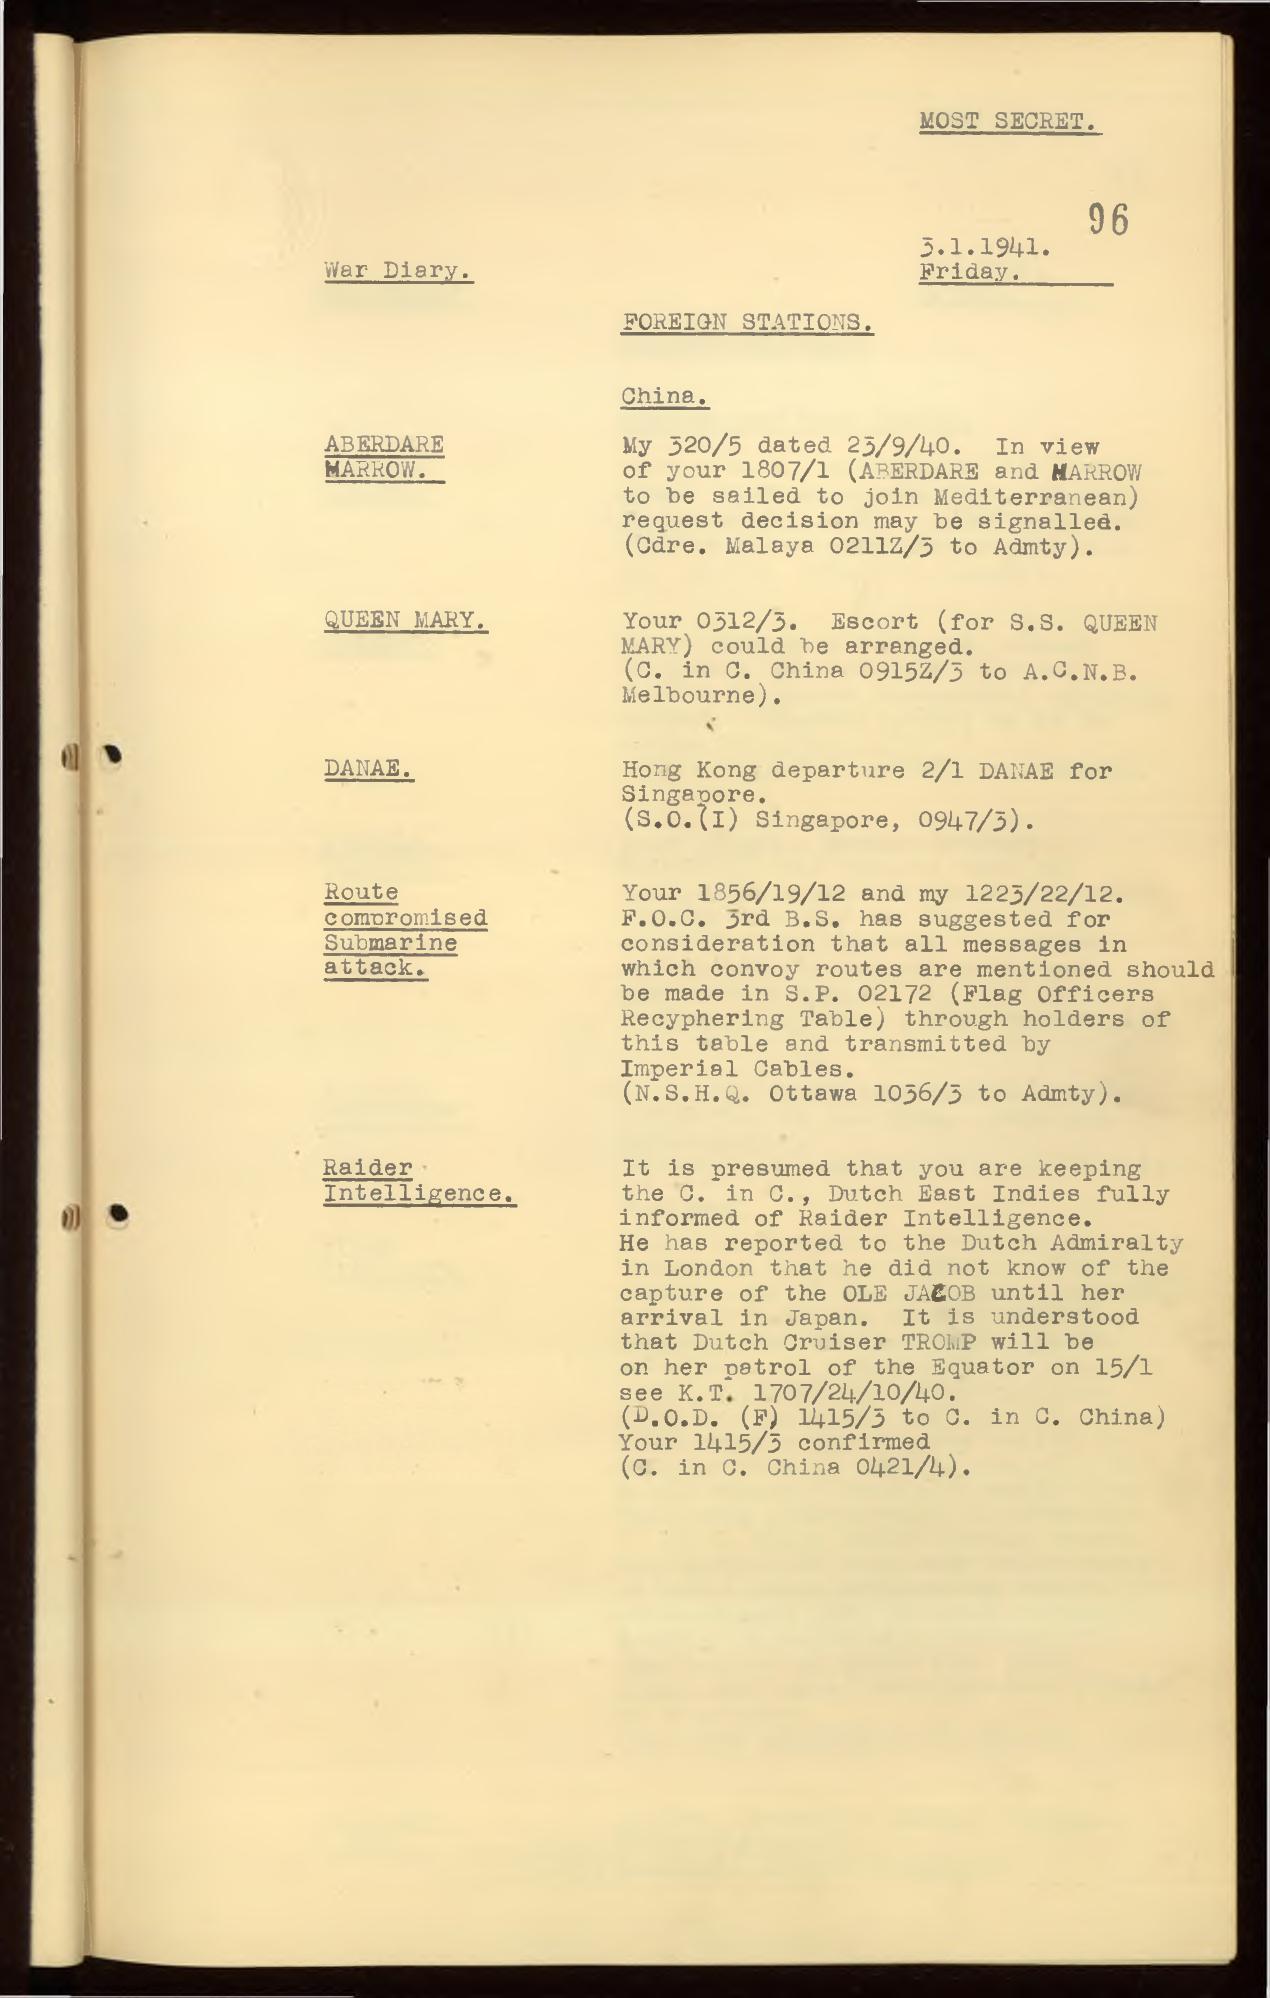 MOST SECRET.
96
3.1.1941.
War Diary.
Friday.
FOREIGN STATIONS.
China.
ABERDARE
MARROW.
My 320/5 dated 23/9/40. In view
of your 1807/1 (ABERDARE and MARROW
to be sailed to join Mediterranean)
request decision may be signalled.
(Cdre. Malaya 0211Z/3 to Admty).
QUEEN MARY.
Your 0312/3. Escort (for S.S. QUEEN
MARY) could be arranged.
(C. in C. China 0915Z/3 to A.C.N.B.
Melbourne).
DANAE.
Hong Kong departure 2/1 DANAE for
Singapore.
(S.O.(I) Singapore, 0947/3).
Route
compromised
Submarine
attack.
Your 1856/19/12 and my 1223/22/12.
F.O.C. 3rd B.S. has suggested for
consideration that all messages in
which convoy routes are mentioned should
be made in S.P. 02172 (Flag Officers
Recyphering Table) through holders of
this table and transmitted by
Imperial Cables.
(N.S.H.Q. Ottawa 1036/3 to Admty).
Raider
Intelligence.
It is presumed that you are keeping
the C. in C., Dutch East Indies fully
informed of Raider Intelligence.
He has reported to the Dutch Admiralty
in London that he did not know of the
capture of the OLE JACOB until her
arrival in Japan. It is understood
that Dutch Cruiser TROMP will be
on her patrol of the Equator on 15/1
see K.T. 1707/24/10/40.
(D.O.D. (F) 1415/3 to C. in C. China)
Your 1415/3 confirmed
(C. in C. China 0421/4).